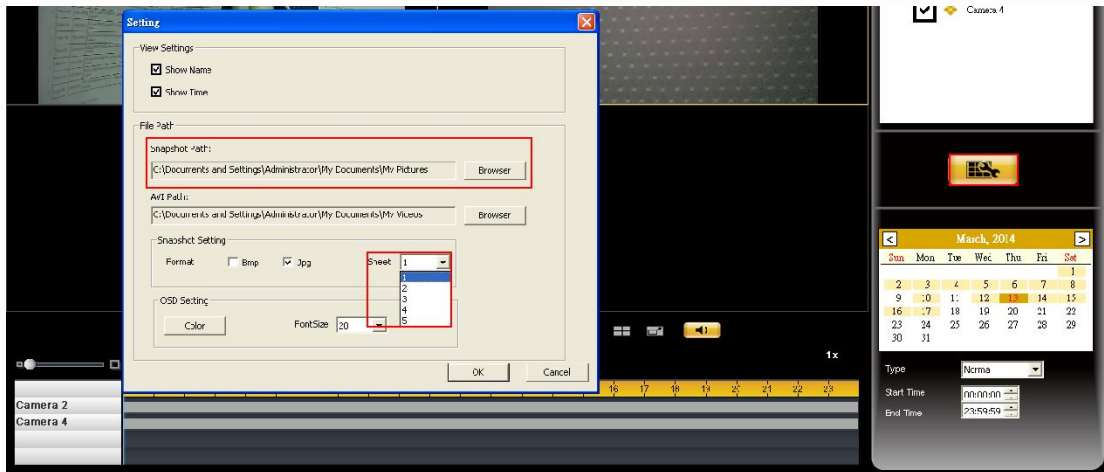 Setting
View Settings
Show Name
Show Time
File Path
Snapshot Path:
C:\Documents and Settings\Administrator\My Documents\My Pictures Browser
AVI Path:
C:\Documents and Settings\Administrator\My Documents\My Videos Browser
Snapshot Setting
Format Bmp Jpg Sheet 1
1
2
3
4
5
OSD Setting
Color FontSize 20
OK Cancel
Camera 4
March, 2014
Sun Mon Tue Wed Thu Fri Sat
1
2 3 4 5 6 7 8
9 10 11 12 13 14 15
16 17 18 19 20 21 22
23 24 25 26 27 28 29
30 31
1x
Type Norma
Start Time 00:00:00
End Time 23:59:59
16 17 18 19 20 21 22 23
Camera 2
Camera 4